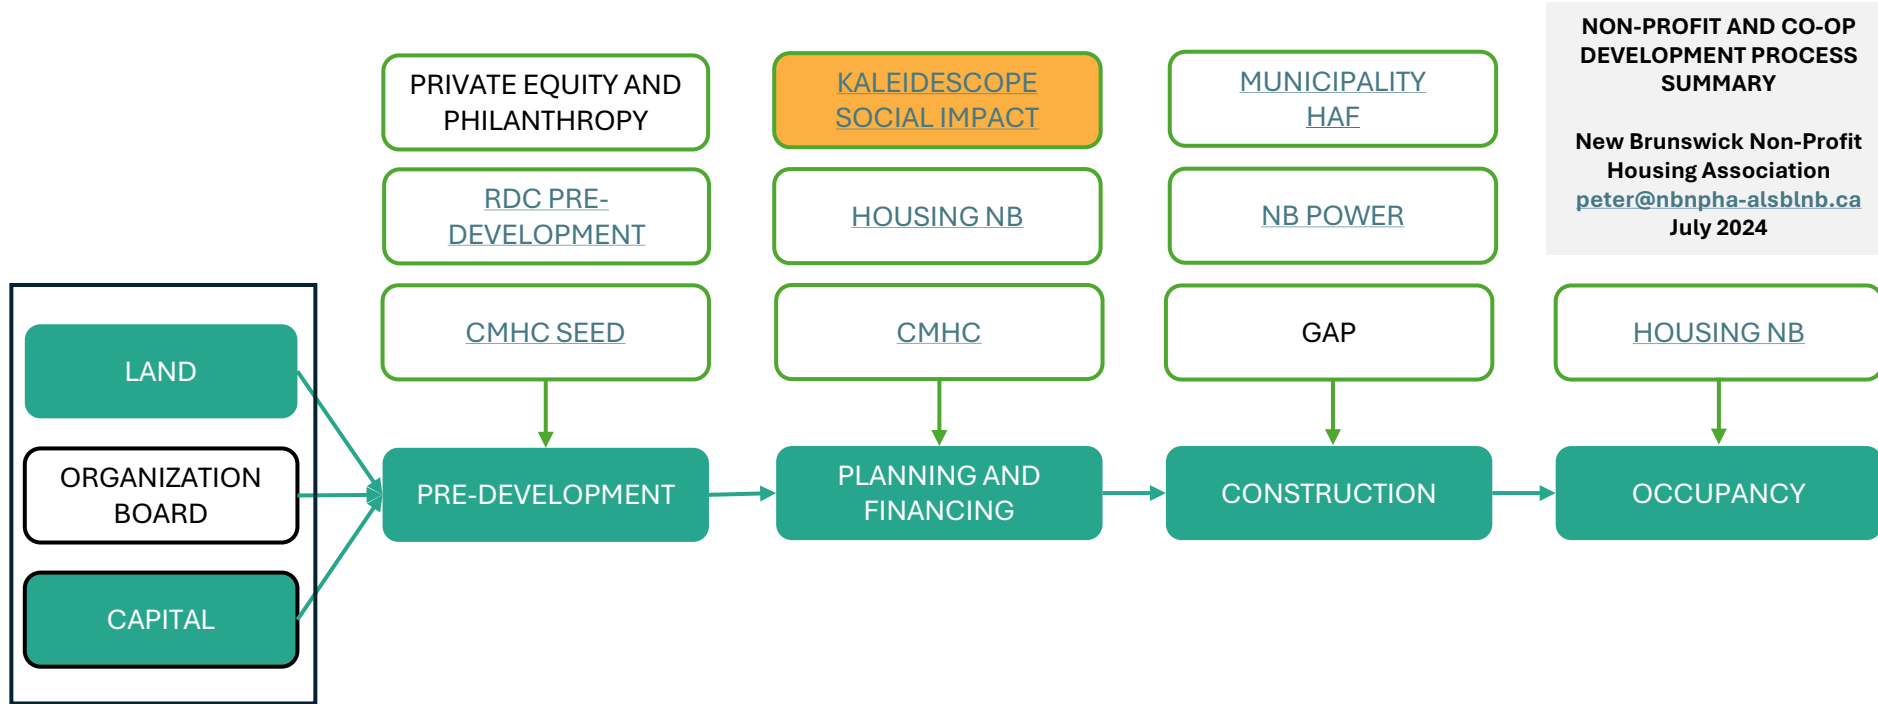 NON-PROFIT AND CO-OP
DEVELOPMENT PROCESS
SUMMARY
New Brunswick Non-Profit
Housing Association
peter@nbnpha-alsblnb.ca
July 2024
PRIVATE EQUITY AND
PHILANTHROPY
KALEIDESCOPE
SOCIAL IMPACT
MUNICIPALITY
HAF
RDC PRE-
DEVELOPMENT
HOUSING NB
NB POWER
CMHC SEED
CMHC
GAP
HOUSING NB
LAND
ORGANIZATION
BOARD
CAPITAL
PRE-DEVELOPMENT
PLANNING AND
FINANCING
CONSTRUCTION
OCCUPANCY